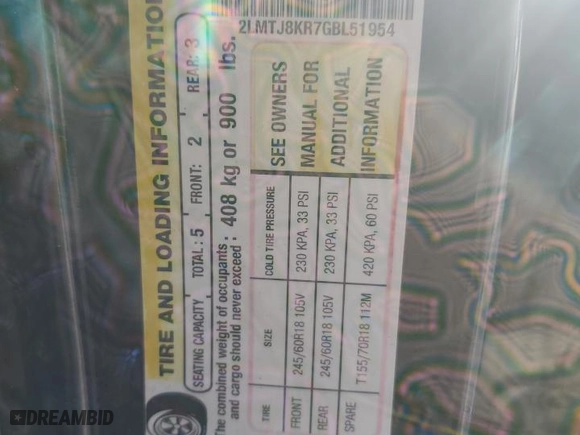 2LMTJ8KR7GBL51954
TIRE AND LOADING INFORMATION
SEATING CAPACITY TOTAL : 5 FRONT: 2 REAR: 3
The combined weight of occupants and cargo should never exceed : 408 kg or 900 lbs.
TIRE SIZE COLD TIRE PRESSURE
FRONT 245/60R18 105V 230 KPA, 33 PSI
REAR 245/60R18 105V 230 KPA, 33 PSI
SPARE T155/70R18 112M 420 KPA, 60 PSI
SEE OWNERS
MANUAL FOR
ADDITIONAL
INFORMATION
DREAMBID